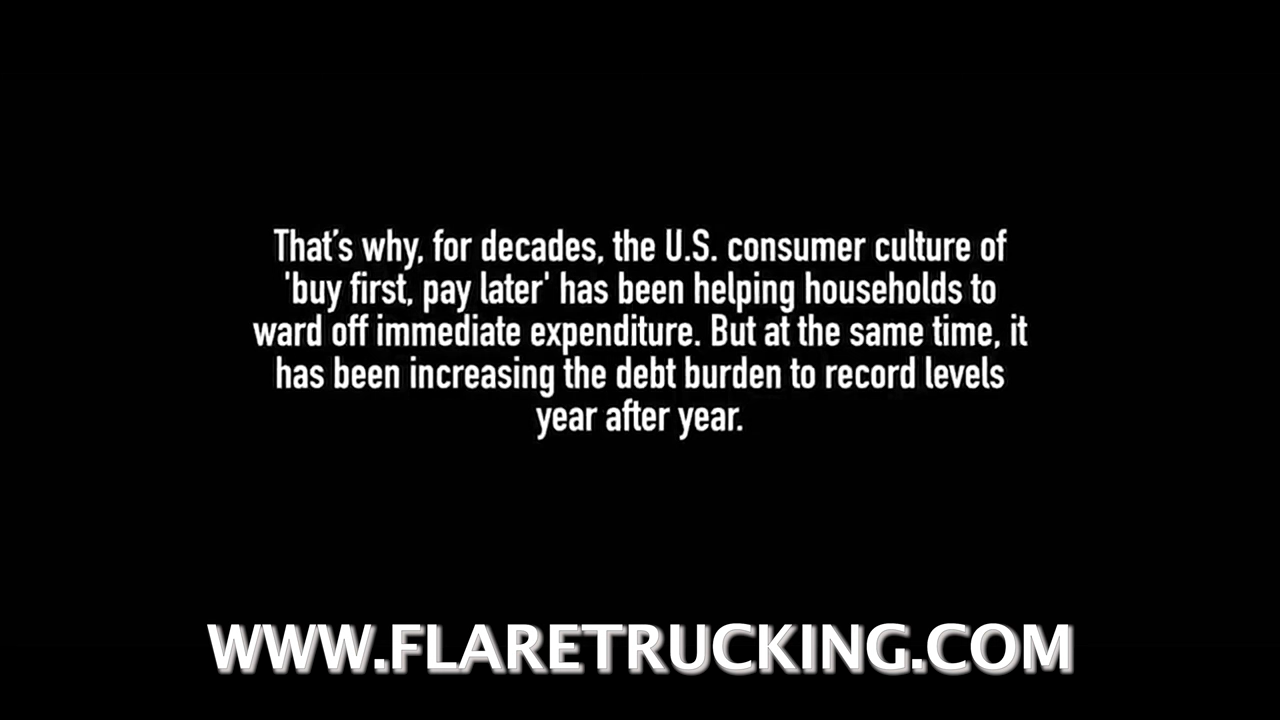 That's why, for decades, the U.S. consumer culture of
'buy first, pay later' has been helping households to
ward off immediate expenditure. But at the same time, it
has been increasing the debt burden to record levels
year after year.
WWW.FLARETRUCKING.COM